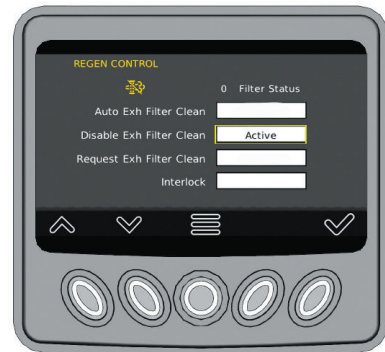 REGEN CONTROL
0 Filter Status
Auto Exh Filter Clean
Disable Exh Filter Clean Active
Request Exh Filter Clean
Interlock